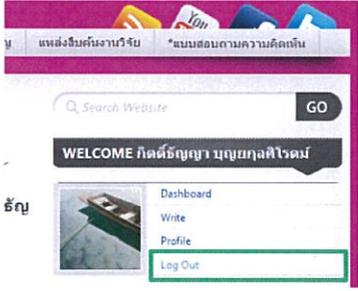 You
ญ แหล่งสืบค้นงานวิจัย *แบบสอบถามความคิดเห็น
Search Website GO
WELCOME กิตติ์ธัญญา บุญยกุลศิโรตม์
ธัญ
Dashboard
Write
Profile
Log Out